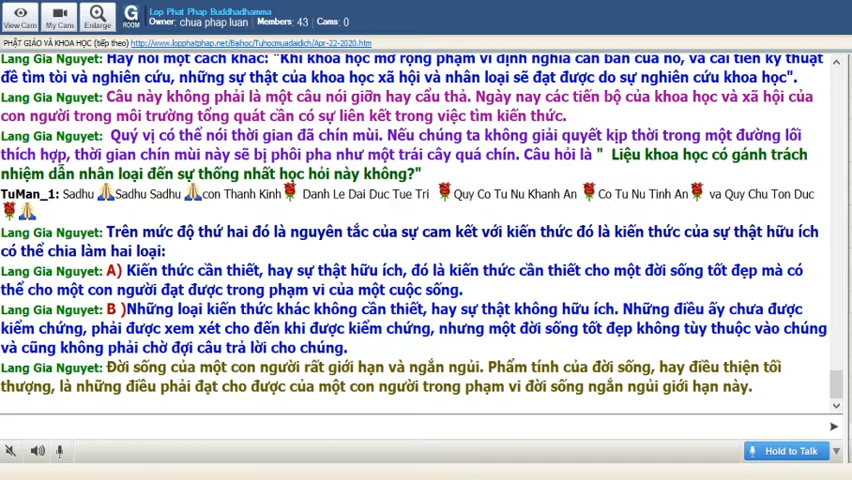 Lop Phat Phap Buddhadhamma
Owner: chua phap luan Members: 43 Cams: 0
View Cam
My Cam
Enlarge
G
ROOM
PHẬT GIÁO VÀ KHOA HỌC (tiếp theo) http://www.lopphatphap.net/Baihoc/Tuhocmuadaidich/Apr-22-2020.htm
Lang Gia Nguyet: Hay nói một cách khác: "Khi khoa học mở rộng phạm vi định nghĩa căn bản của nó, và cải tiến kỹ thuật
để tìm tòi và nghiên cứu, những sự thật của khoa học xã hội và nhân loại sẽ đạt được do sự nghiên cứu khoa học".
Lang Gia Nguyet: Câu này không phải là một câu nói giỡn hay cẩu thả. Ngày nay các tiến bộ của khoa học và xã hội của
con người trong môi trường tổng quát cần có sự liên kết trong việc tìm kiến thức.
Lang Gia Nguyet: Quý vị có thể nói thời gian đã chín mùi. Nếu chúng ta không giải quyết kịp thời trong một đường lối
thích hợp, thời gian chín mùi này sẽ bị phôi pha như một trái cây quá chín. Câu hỏi là " Liệu khoa học có gánh trách
nhiệm dẫn nhân loại đến sự thống nhất học hỏi này không?"
TuMan_1: Sadhu 🙏Sadhu Sadhu 🙏con Thanh Kinh🌹 Danh Le Dai Duc Tue Tri 🌹Quy Co Tu Nu Khanh An 🌹Co Tu Nu Tinh An🌹 va Quy Chu Ton Duc
🌹🙏
Lang Gia Nguyet: Trên mức độ thứ hai đó là nguyên tắc của sự cam kết với kiến thức đó là kiến thức của sự thật hữu ích
có thể chia làm hai loại:
Lang Gia Nguyet: A) Kiến thức cần thiết, hay sự thật hữu ích, đó là kiến thức cần thiết cho một đời sống tốt đẹp mà có
thể cho một con người đạt được trong phạm vi của một cuộc sống.
Lang Gia Nguyet: B )Những loại kiến thức khác không cần thiết, hay sự thật không hữu ích. Những điều ấy chưa được
kiểm chứng, phải được xem xét cho đến khi được kiểm chứng, nhưng một đời sống tốt đẹp không tùy thuộc vào chúng
và cũng không phải chờ đợi câu trả lời cho chúng.
Lang Gia Nguyet: Đời sống của một con người rất giới hạn và ngắn ngủi. Phẩm tính của đời sống, hay điều thiện tối
thượng, là những điều phải đạt cho được của một con người trong phạm vi đời sống ngắn ngủi giới hạn này.
Hold to Talk